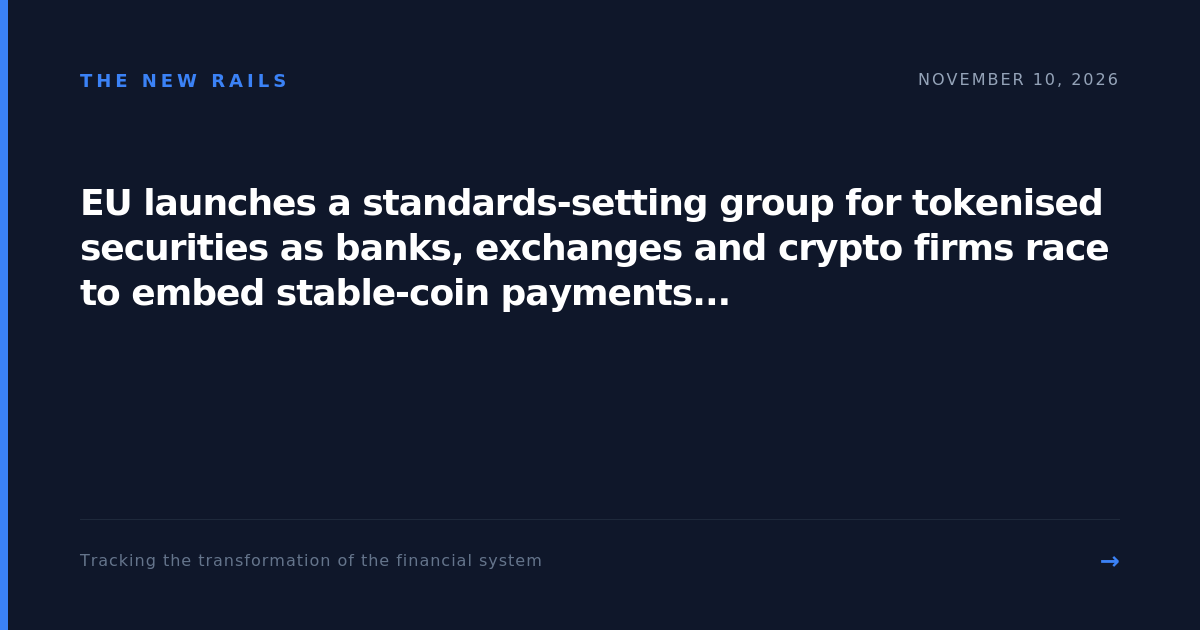 THE NEW RAILS
NOVEMBER 10, 2026
EU launches a standards-setting group for tokenised
securities as banks, exchanges and crypto firms race
to embed stable-coin payments...
Tracking the transformation of the financial system
→